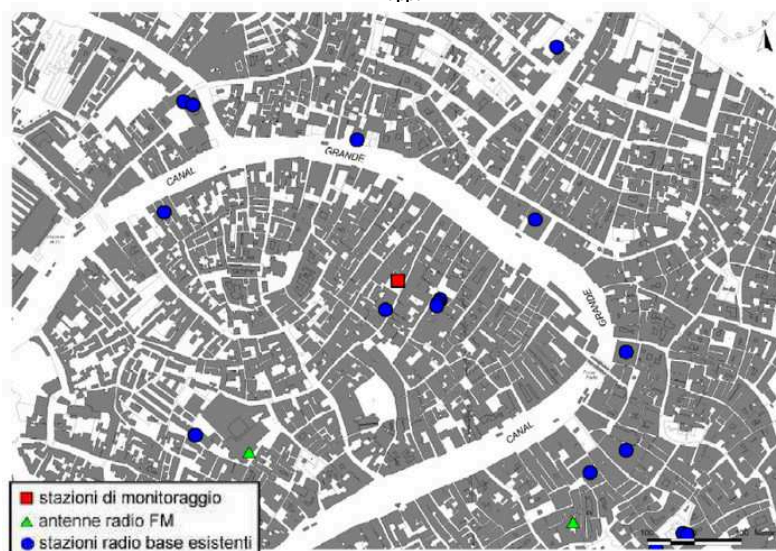 CANAL
GRANDE
GRANDE
CANAL
stazioni di monitoraggio
antenne radio FM
stazioni radio base esistenti